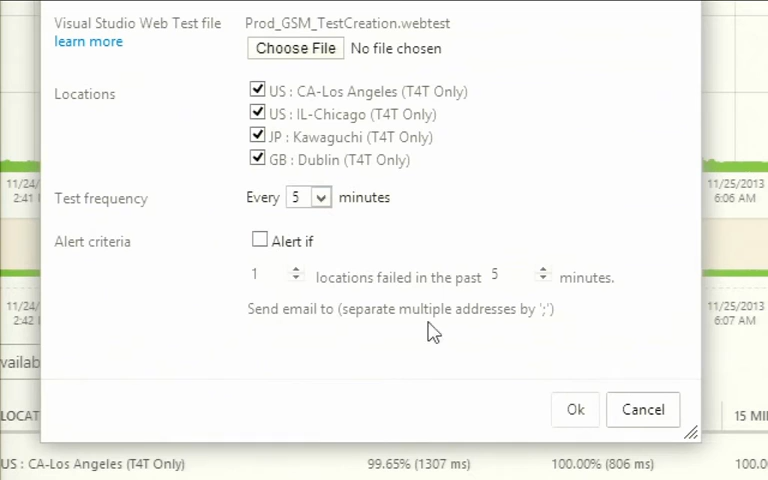 Visual Studio Web Test file Prod_GSM_TestCreation.webtest
learn more Choose File No file chosen
Locations US : CA-Los Angeles (T4T Only)
US : IL-Chicago (T4T Only)
JP : Kawaguchi (T4T Only)
GB : Dublin (T4T Only)
11/24/ 11/25/2013
2:41 6:06 AM
Test frequency Every 5 minutes
Alert criteria Alert if
1 locations failed in the past 5 minutes.
Send email to (separate multiple addresses by ';')
11/24/ 11/25/2013
2:42 6:07 AM
vailab
Ok Cancel
LOCAT 15 MI
US : CA-Los Angeles (T4T Only) 99.65% (1307 ms) 100.00% (806 ms) 100.0